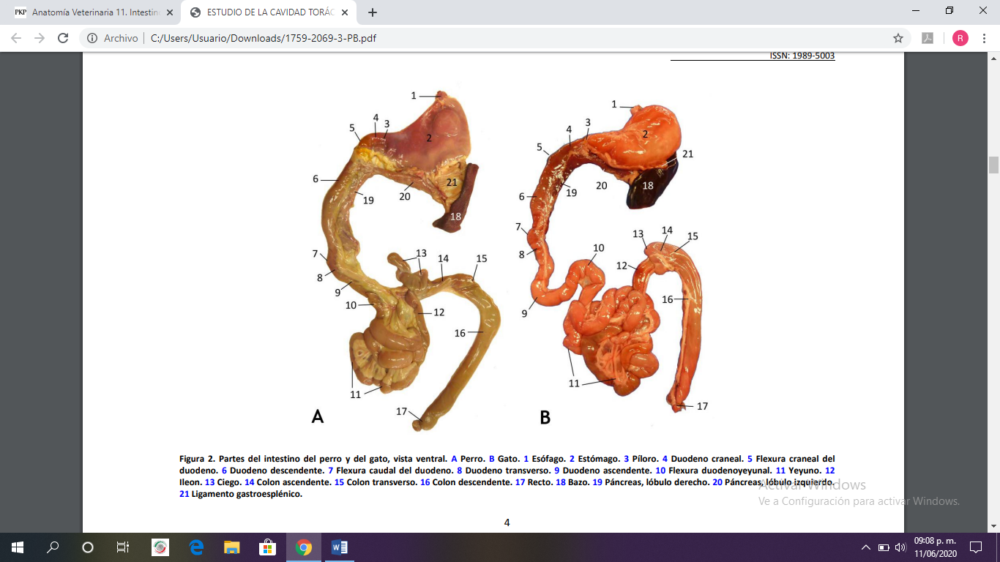 Anatomía Veterinaria 11. Intestin
ESTUDIO DE LA CAVIDAD TORÁC
Archivo
C:/Users/Usuario/Downloads/1759-2069-3-PB.pdf
R
ISSN: 1989-5003
1
2
3
4
5
6
7
8
9
10
11
12
13
14
15
16
17
18
19
20
21
A
1
2
3
4
5
6
7
8
9
10
11
12
13
14
15
16
17
18
19
20
21
B
Figura 2. Partes del intestino del perro y del gato, vista ventral. A Perro. B Gato. 1 Esófago. 2 Estómago. 3 Píloro. 4 Duodeno craneal. 5 Flexura craneal del
duodeno. 6 Duodeno descendente. 7 Flexura caudal del duodeno. 8 Duodeno transverso. 9 Duodeno ascendente. 10 Flexura duodenoyeyunal. 11 Yeyuno. 12
Ileon. 13 Ciego. 14 Colon ascendente. 15 Colon transverso. 16 Colon descendente. 17 Recto. 18 Bazo. 19 Páncreas, lóbulo derecho. 20 Páncreas, lóbulo izquierdo.
21 Ligamento gastroesplénico.
Activar Windows
Ve a Configuración para activar Windows.
4
09:08 p. m.
11/06/2020